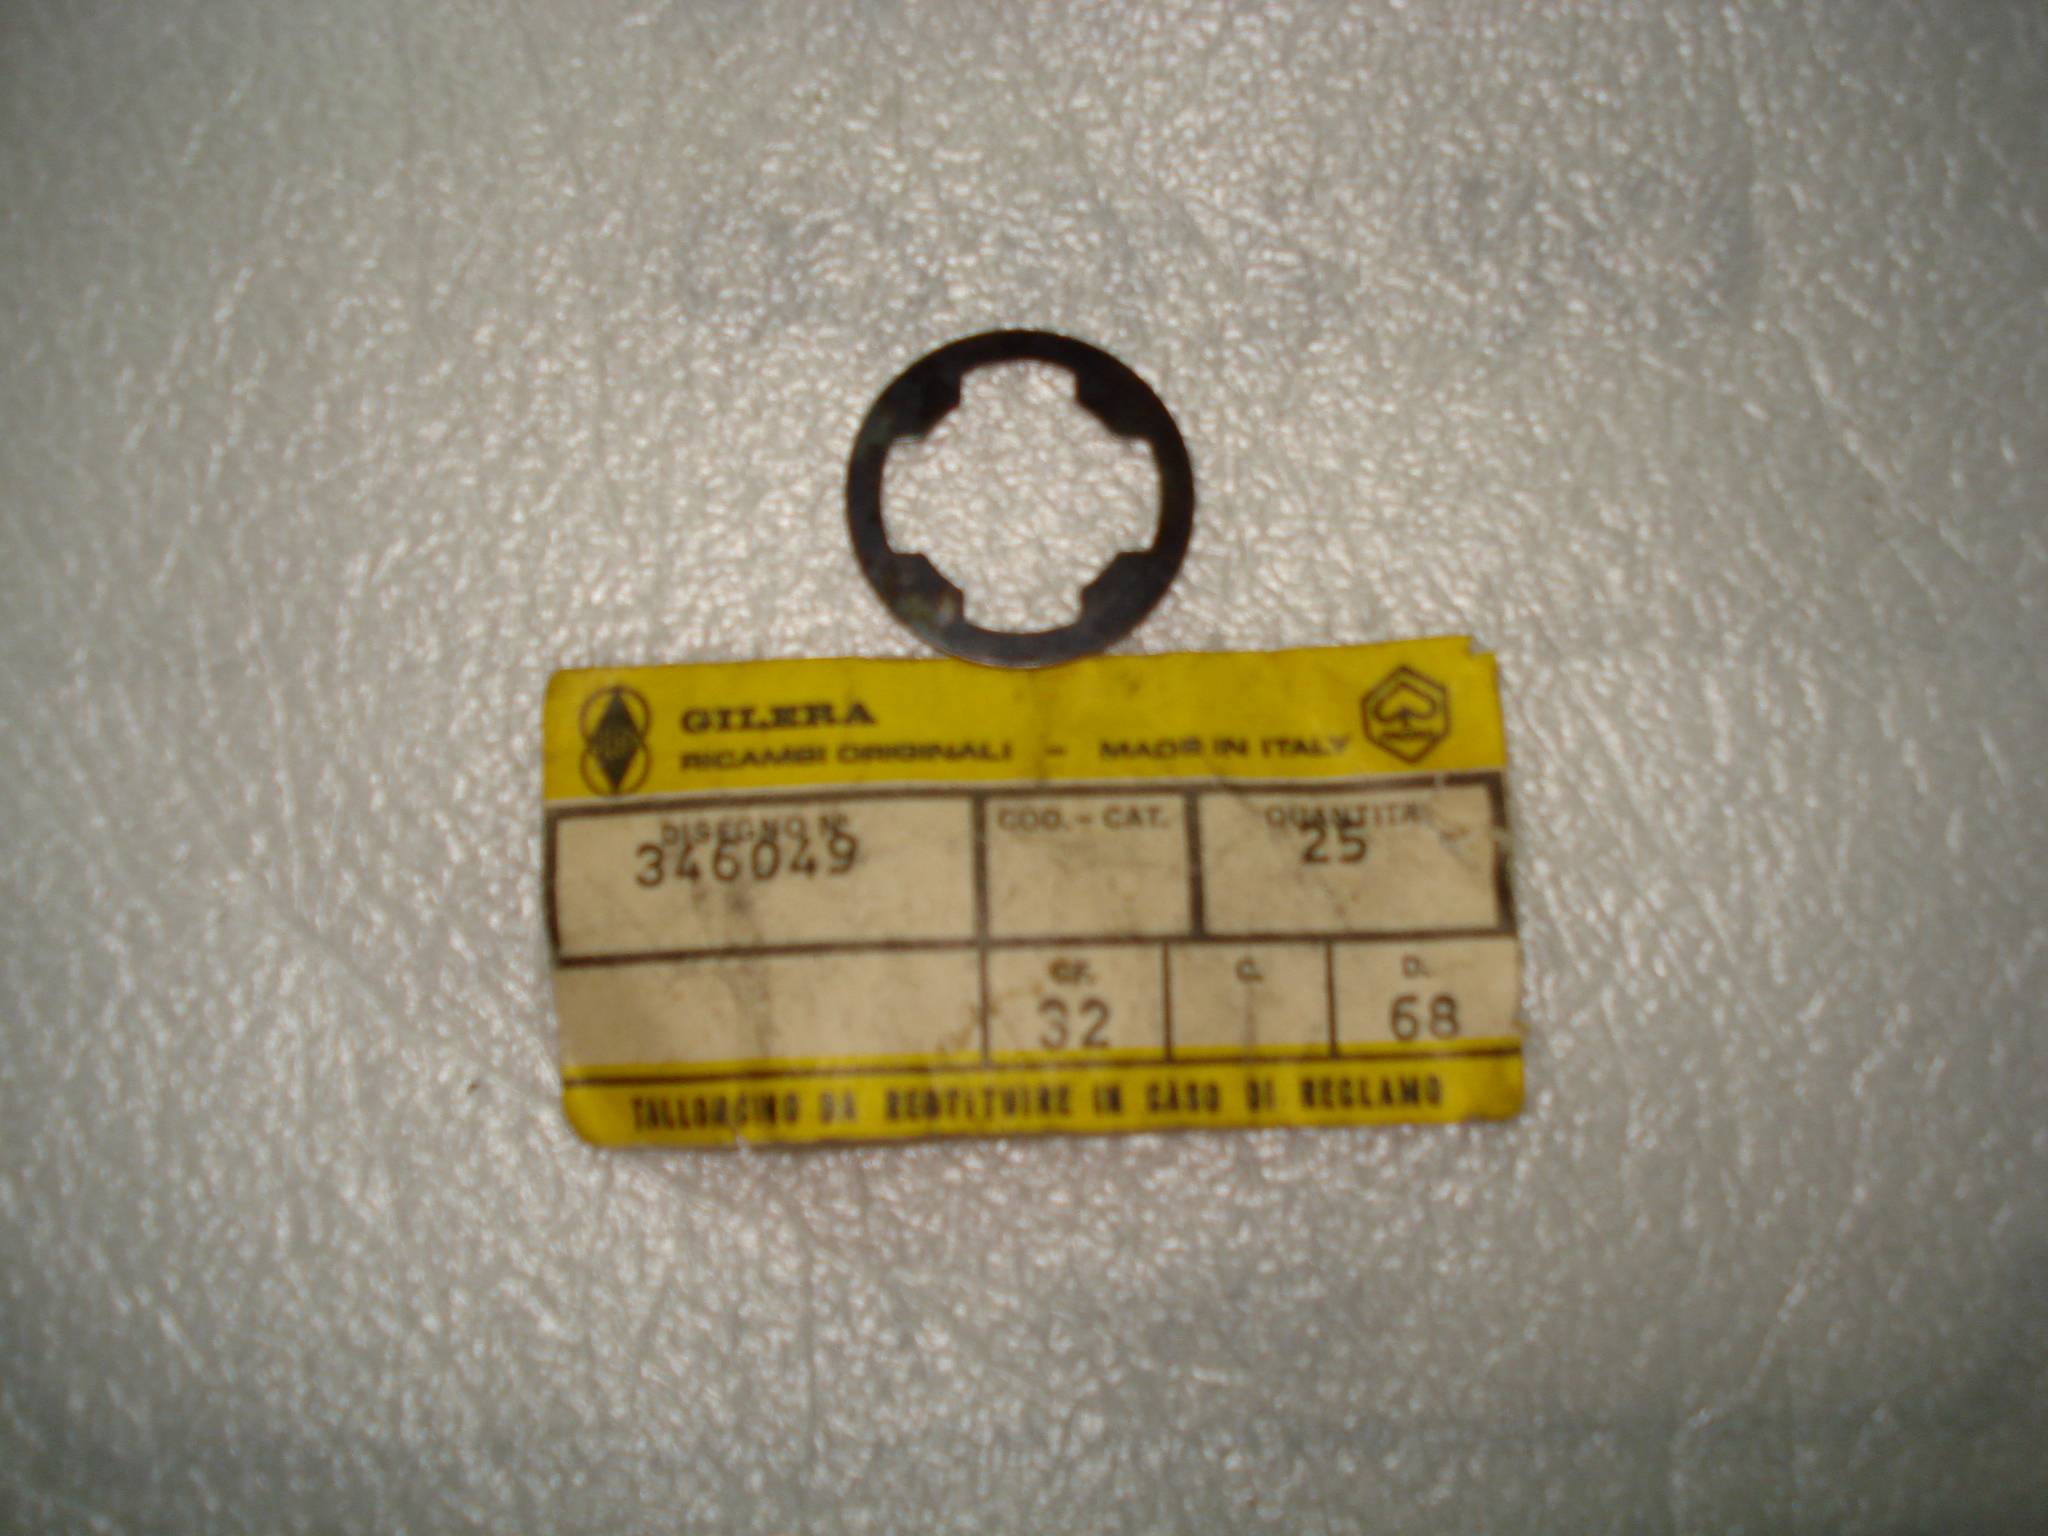 GILERA
RICAMBI ORIGINALI - MADE IN ITALY
DISEGNO N. COD.-CAT. QUANTITA'
346049 25
GF. C. D.
32 68
TALLONCINO DA RESTITUIRE IN CASO DI RECLAMO